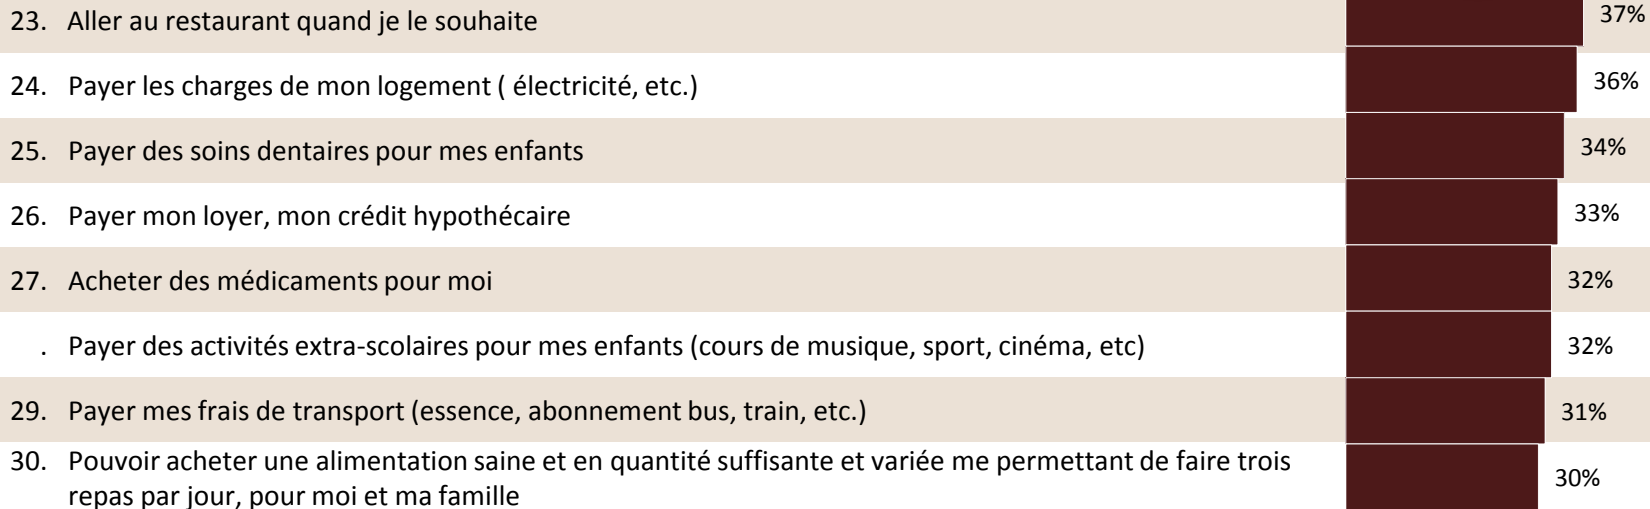 23. Aller au restaurant quand je le souhaite 37%
24. Payer les charges de mon logement ( électricité, etc.) 36%
25. Payer des soins dentaires pour mes enfants 34%
26. Payer mon loyer, mon crédit hypothécaire 33%
27. Acheter des médicaments pour moi 32%
. Payer des activités extra-scolaires pour mes enfants (cours de musique, sport, cinéma, etc) 32%
29. Payer mes frais de transport (essence, abonnement bus, train, etc.) 31%
30. Pouvoir acheter une alimentation saine et en quantité suffisante et variée me permettant de faire trois
repas par jour, pour moi et ma famille 30%